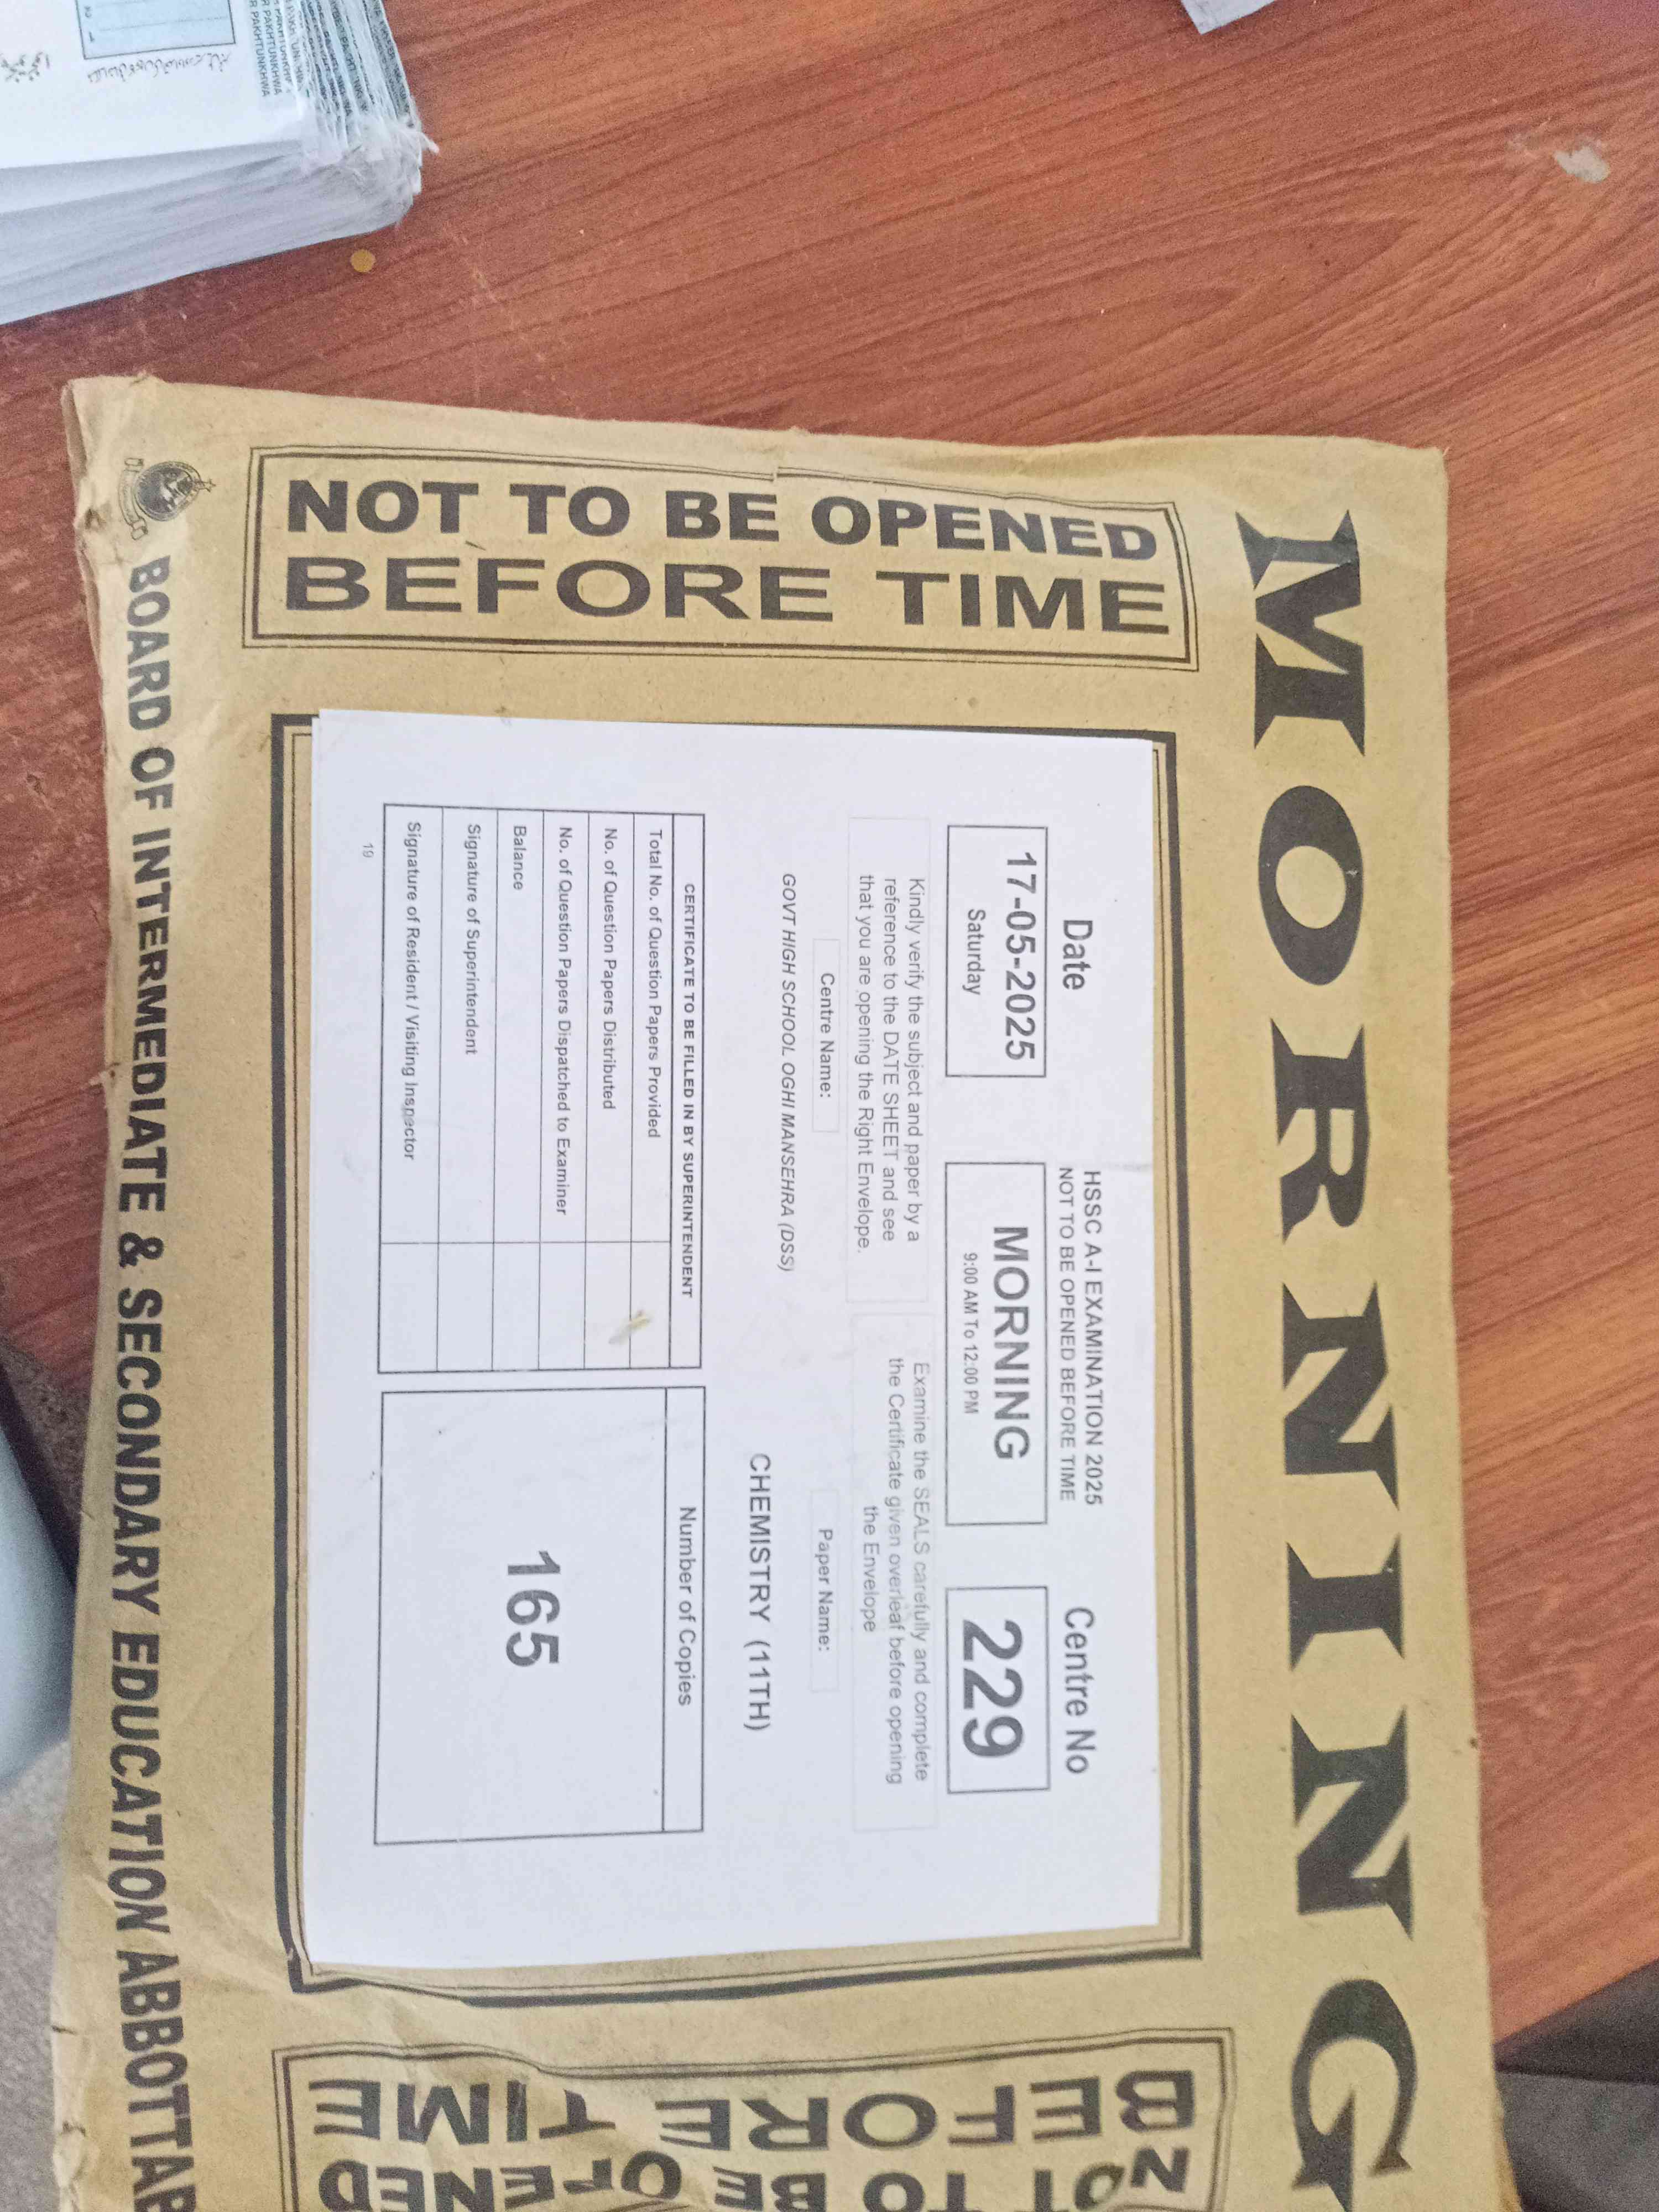 MORNING
NOT TO BE OPENED
BEFORE TIME
Date
17-05-2025
Saturday
HSSC A-I EXAMINATION 2025
NOT TO BE OPENED BEFORE TIME
MORNING
9:00 AM To 12:00 PM
Centre No
229
Kindly verify the subject and paper by a
reference to the DATE SHEET and see
that you are opening the Right Envelope.
Examine the SEALS carefully and complete
the Certificate given overleaf before opening
the Envelope
Centre Name:
Paper Name:
GOVT HIGH SCHOOL OGHI MANSEHRA (DSS)
CHEMISTRY (11TH)
CERTIFICATE TO BE FILLED IN BY SUPERINTENDENT
Total No. of Question Papers Provided
No. of Question Papers Distributed
No. of Question Papers Dispatched to Examiner
Balance
Signature of Superintendent
Signature of Resident / Visiting Inspector
Number of Copies
165
19
NOT TO BE OPENED
BEFORE TIME
BOARD OF INTERMEDIATE & SECONDARY EDUCATION ABBOTTAB
PAKHTUNKHWA
R PAKHTUNKHWA